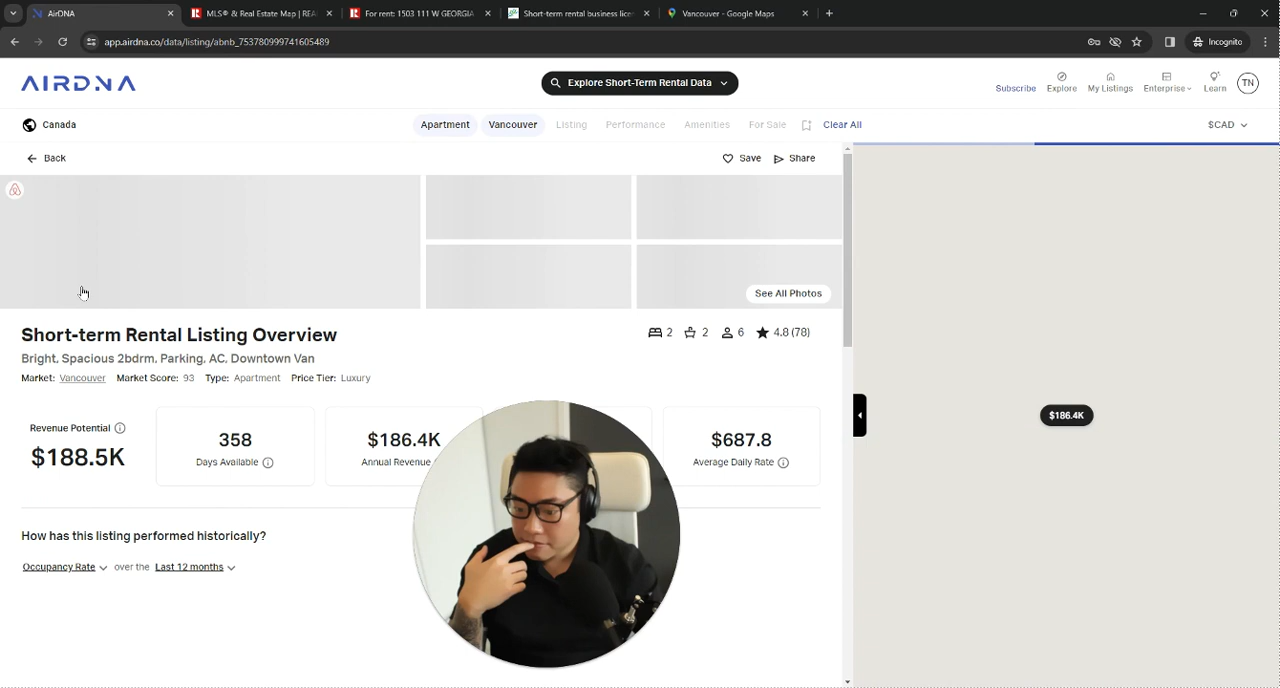 AirDNA
MLS® & Real Estate Map | REA
For rent: 1503 111 W GEORGIA
Short-term rental business licen
Vancouver - Google Maps
app.airdna.co/data/listing/abnb_753780999741605489
Incognito
AIRDNA
Explore Short-Term Rental Data
Subscribe
Explore
My Listings
Enterprise
Learn
TN
Canada
Apartment
Vancouver
Listing
Performance
Amenities
For Sale
Clear All
$CAD
Back
Save
Share
See All Photos
Short-term Rental Listing Overview
2 2 6 4.8 (78)
Bright, Spacious 2bdrm, Parking, AC, Downtown Van
Market: Vancouver Market Score: 93 Type: Apartment Price Tier: Luxury
Revenue Potential
$188.5K
358
Days Available
$186.4K
Annual Revenue
$687.8
Average Daily Rate
$186.4K
How has this listing performed historically?
Occupancy Rate over the Last 12 months